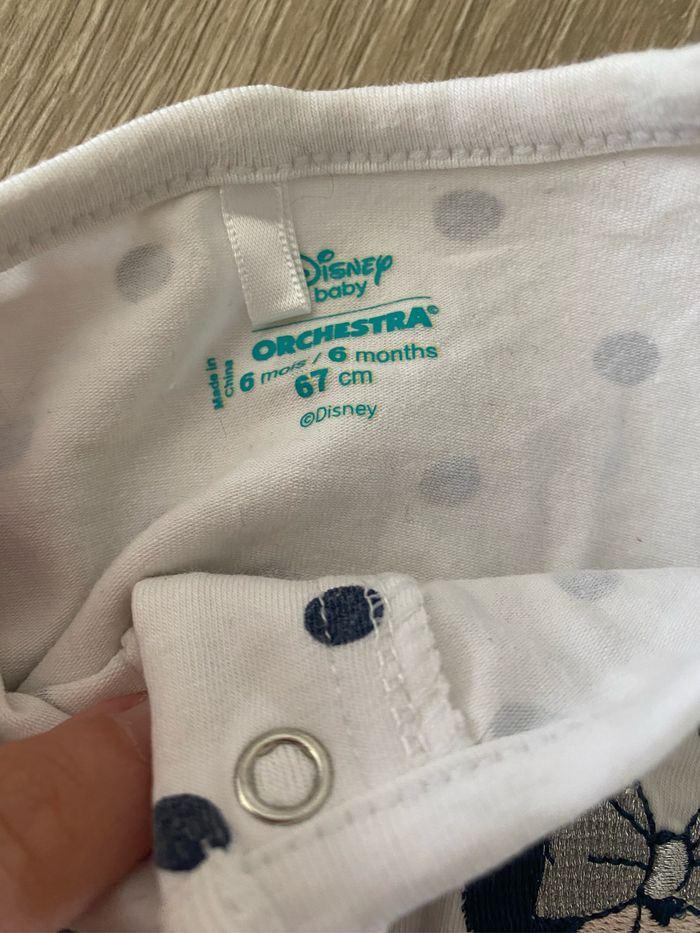 Disney
baby
ORCHESTRA®
Made in
China
6 mois / 6 months
67 cm
©Disney